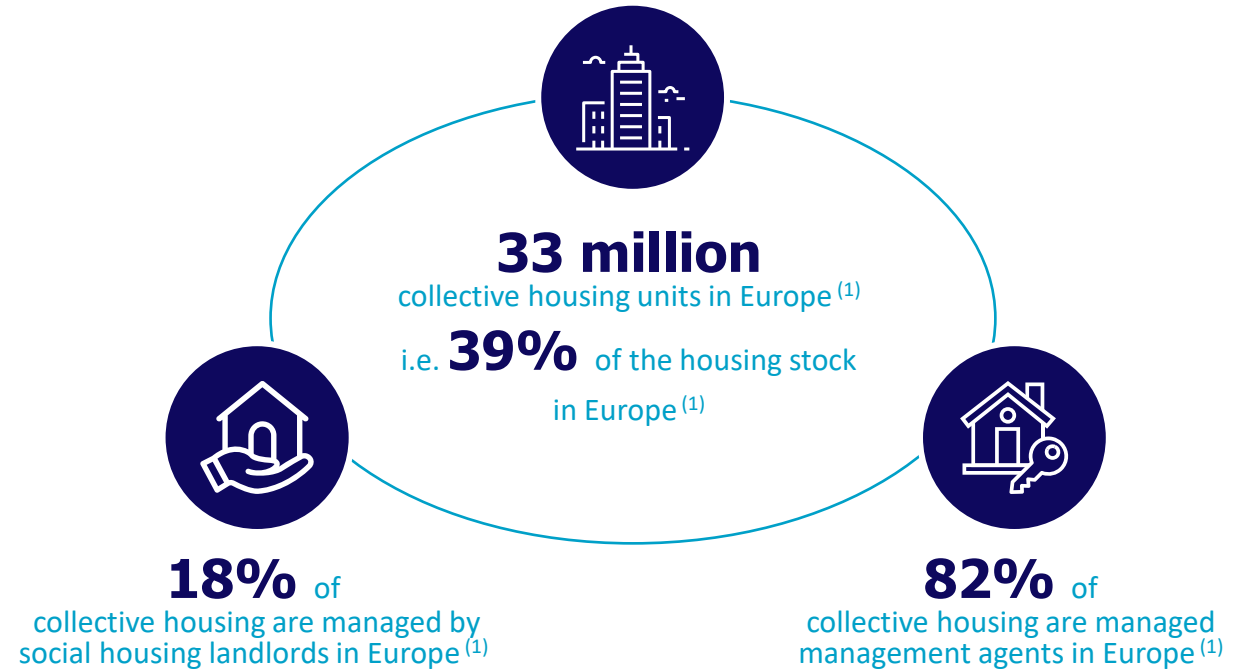 33 million
collective housing units in Europe (1)
i.e. 39% of the housing stock
in Europe (1)
18% of
collective housing are managed by
social housing landlords in Europe (1)
82% of
collective housing are managed
management agents in Europe (1)